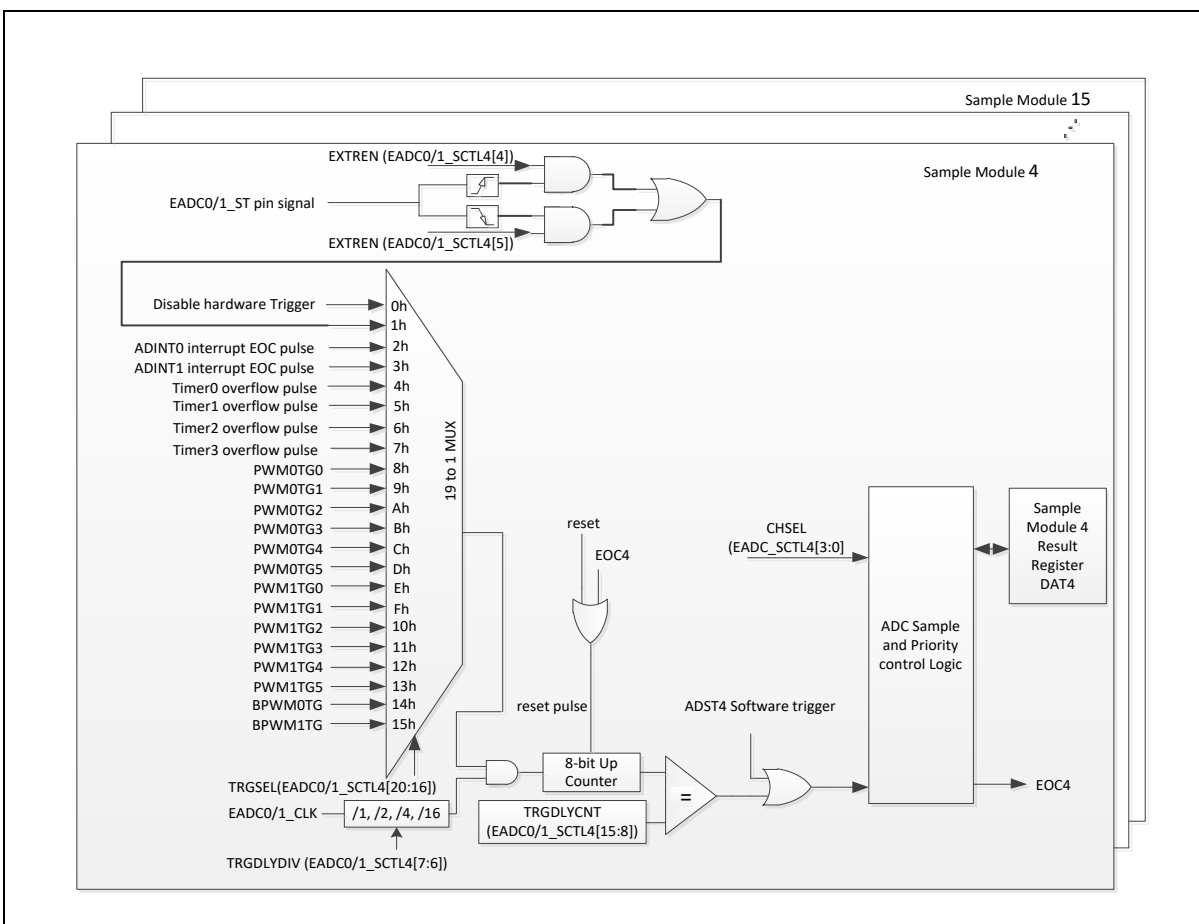 Sample Module 15
Sample Module 4
EXTREN (EADC0/1_SCTL4[4])
EADC0/1_ST pin signal
EXTREN (EADC0/1_SCTL4[5])
Disable hardware Trigger
0h
1h
ADINT0 interrupt EOC pulse
2h
ADINT1 interrupt EOC pulse
3h
Timer0 overflow pulse
4h
Timer1 overflow pulse
5h
Timer2 overflow pulse
6h
Timer3 overflow pulse
7h
PWM0TG0
8h
PWM0TG1
9h
PWM0TG2
Ah
PWM0TG3
Bh
PWM0TG4
Ch
PWM0TG5
Dh
PWM1TG0
Eh
PWM1TG1
Fh
PWM1TG2
10h
PWM1TG3
11h
PWM1TG4
12h
PWM1TG5
13h
BPWM0TG
14h
BPWM1TG
15h
19 to 1 MUX
TRGSEL(EADC0/1_SCTL4[20:16])
EADC0/1_CLK
/1, /2, /4, /16
TRGDLYDIV (EADC0/1_SCTL4[7:6])
reset
EOC4
reset pulse
8-bit Up
Counter
TRGDLYCNT
(EADC0/1_SCTL4[15:8])
=
ADST4 Software trigger
CHSEL
(EADC_SCTL4[3:0]
ADC Sample
and Priority
control Logic
Sample
Module 4
Result
Register
DAT4
EOC4